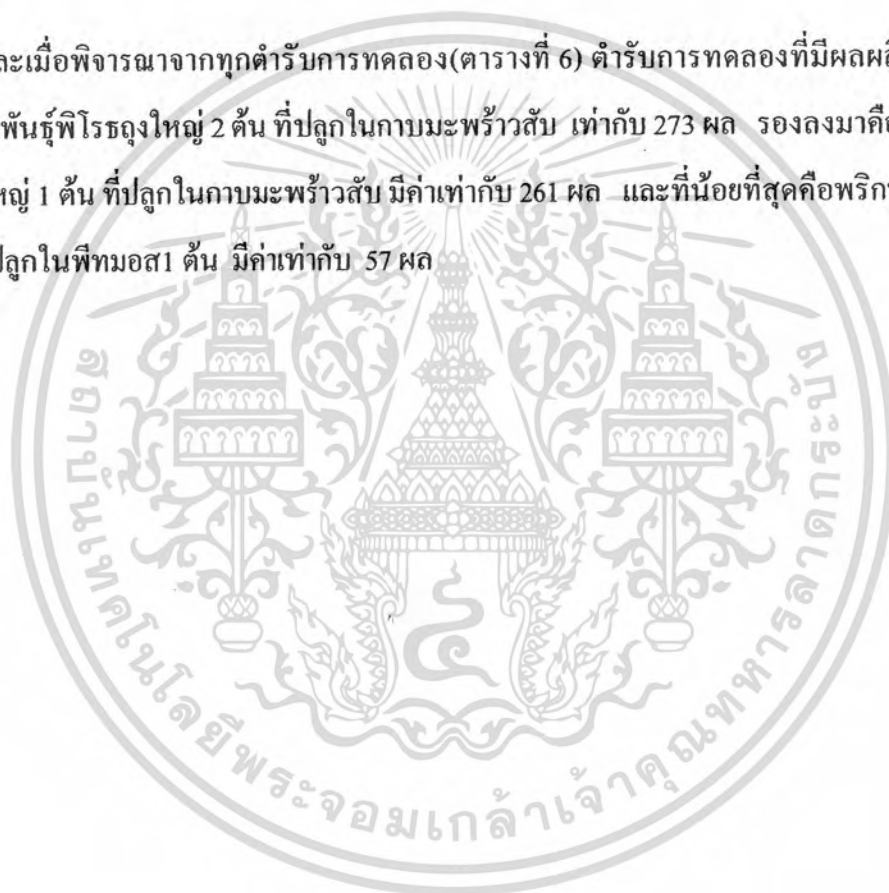 ละเมื่อพิจารณาจากทุกตำรับการทดลอง(ตารางที่ 6) ตำรับการทดลองที่มีผลผลิ
พันธุ์พิโรธถุงใหญ่ 2 ต้น ที่ปลูกในกาบมะพร้าวสับ เท่ากับ 273 ผล รองลงมาคือ
หญ่ 1 ต้น ที่ปลูกในกาบมะพร้าวสับ มีค่าเท่ากับ 261 ผล และที่น้อยที่สุดคือพริก
ปลูกในพีทมอส1 ต้น มีค่าเท่ากับ 57 ผล
สถาบันเทคโนโลยีพระจอมเกล้าเจ้าคุณทหารลาดกระบัง